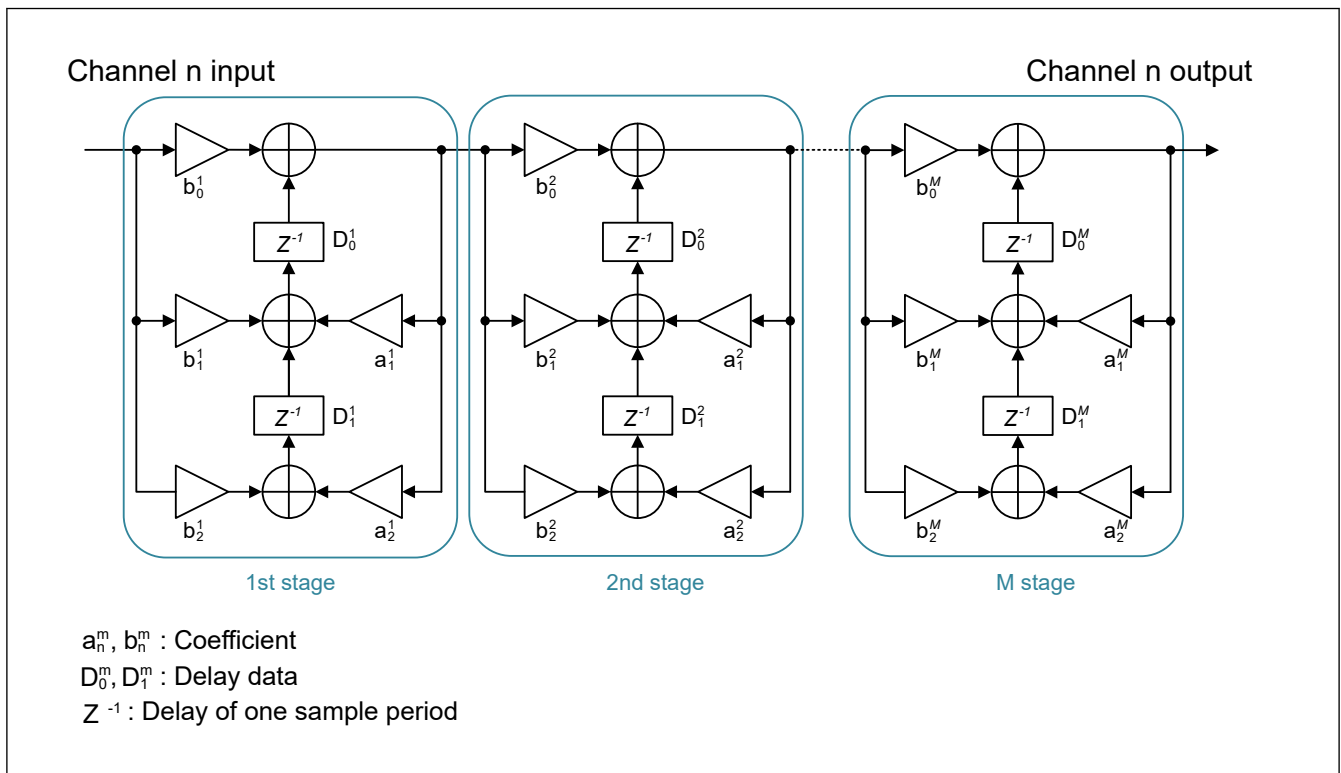 Channel n input Channel n output
b₀¹ b₀² b₀ᴹ
Z⁻¹ D₀¹ Z⁻¹ D₀² Z⁻¹ D₀ᴹ
b₁¹ a₁¹ b₁² a₁² b₁ᴹ a₁ᴹ
Z⁻¹ D₁¹ Z⁻¹ D₁² Z⁻¹ D₁ᴹ
b₂¹ a₂¹ b₂² a₂² b₂ᴹ a₂ᴹ
1st stage 2nd stage M stage
aₙᵐ, bₙᵐ : Coefficient
D₀ᵐ, D₁ᵐ : Delay data
Z ⁻¹ : Delay of one sample period